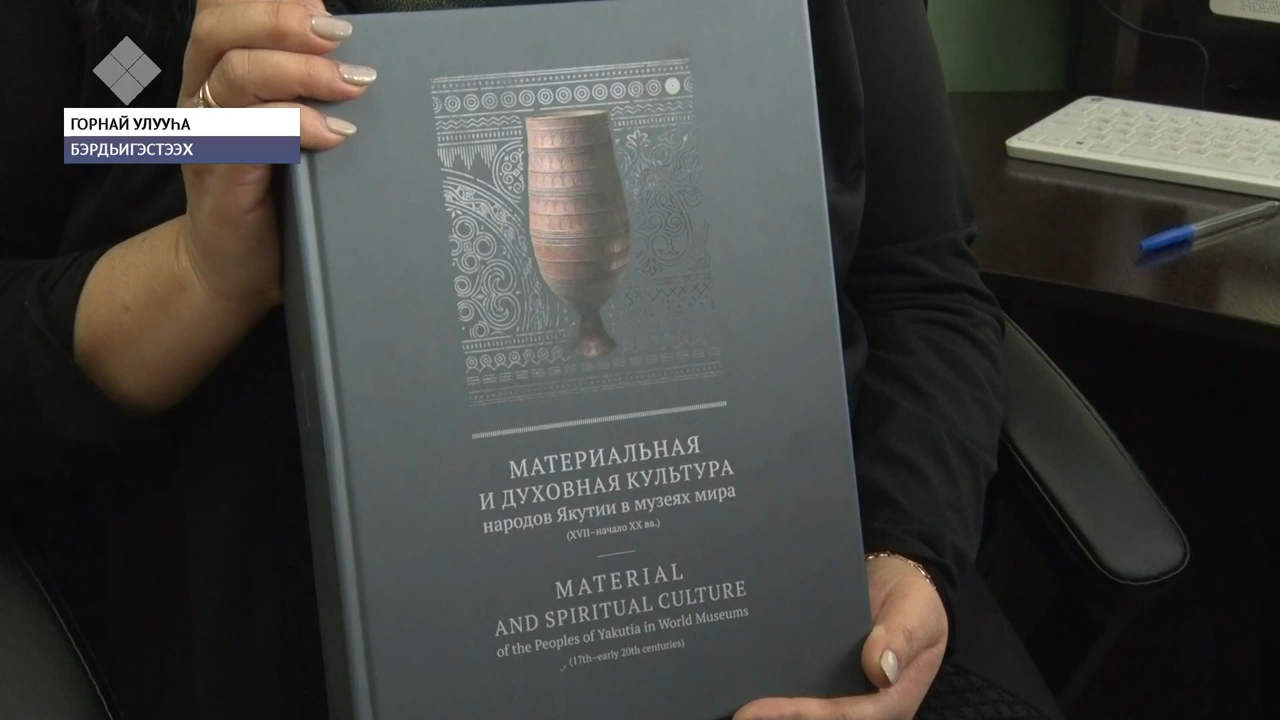 ГОРНАЙ УЛУУҺА
БЭРДЬИГЭСТЭЭХ
МАТЕРИАЛЬНАЯ
И ДУХОВНАЯ КУЛЬТУРА
народов Якутии в музеях мира
(XVII–начало XX вв.)
MATERIAL
AND SPIRITUAL CULTURE
of the Peoples of Yakutia in World Museums
(17th–early 20th centuries)